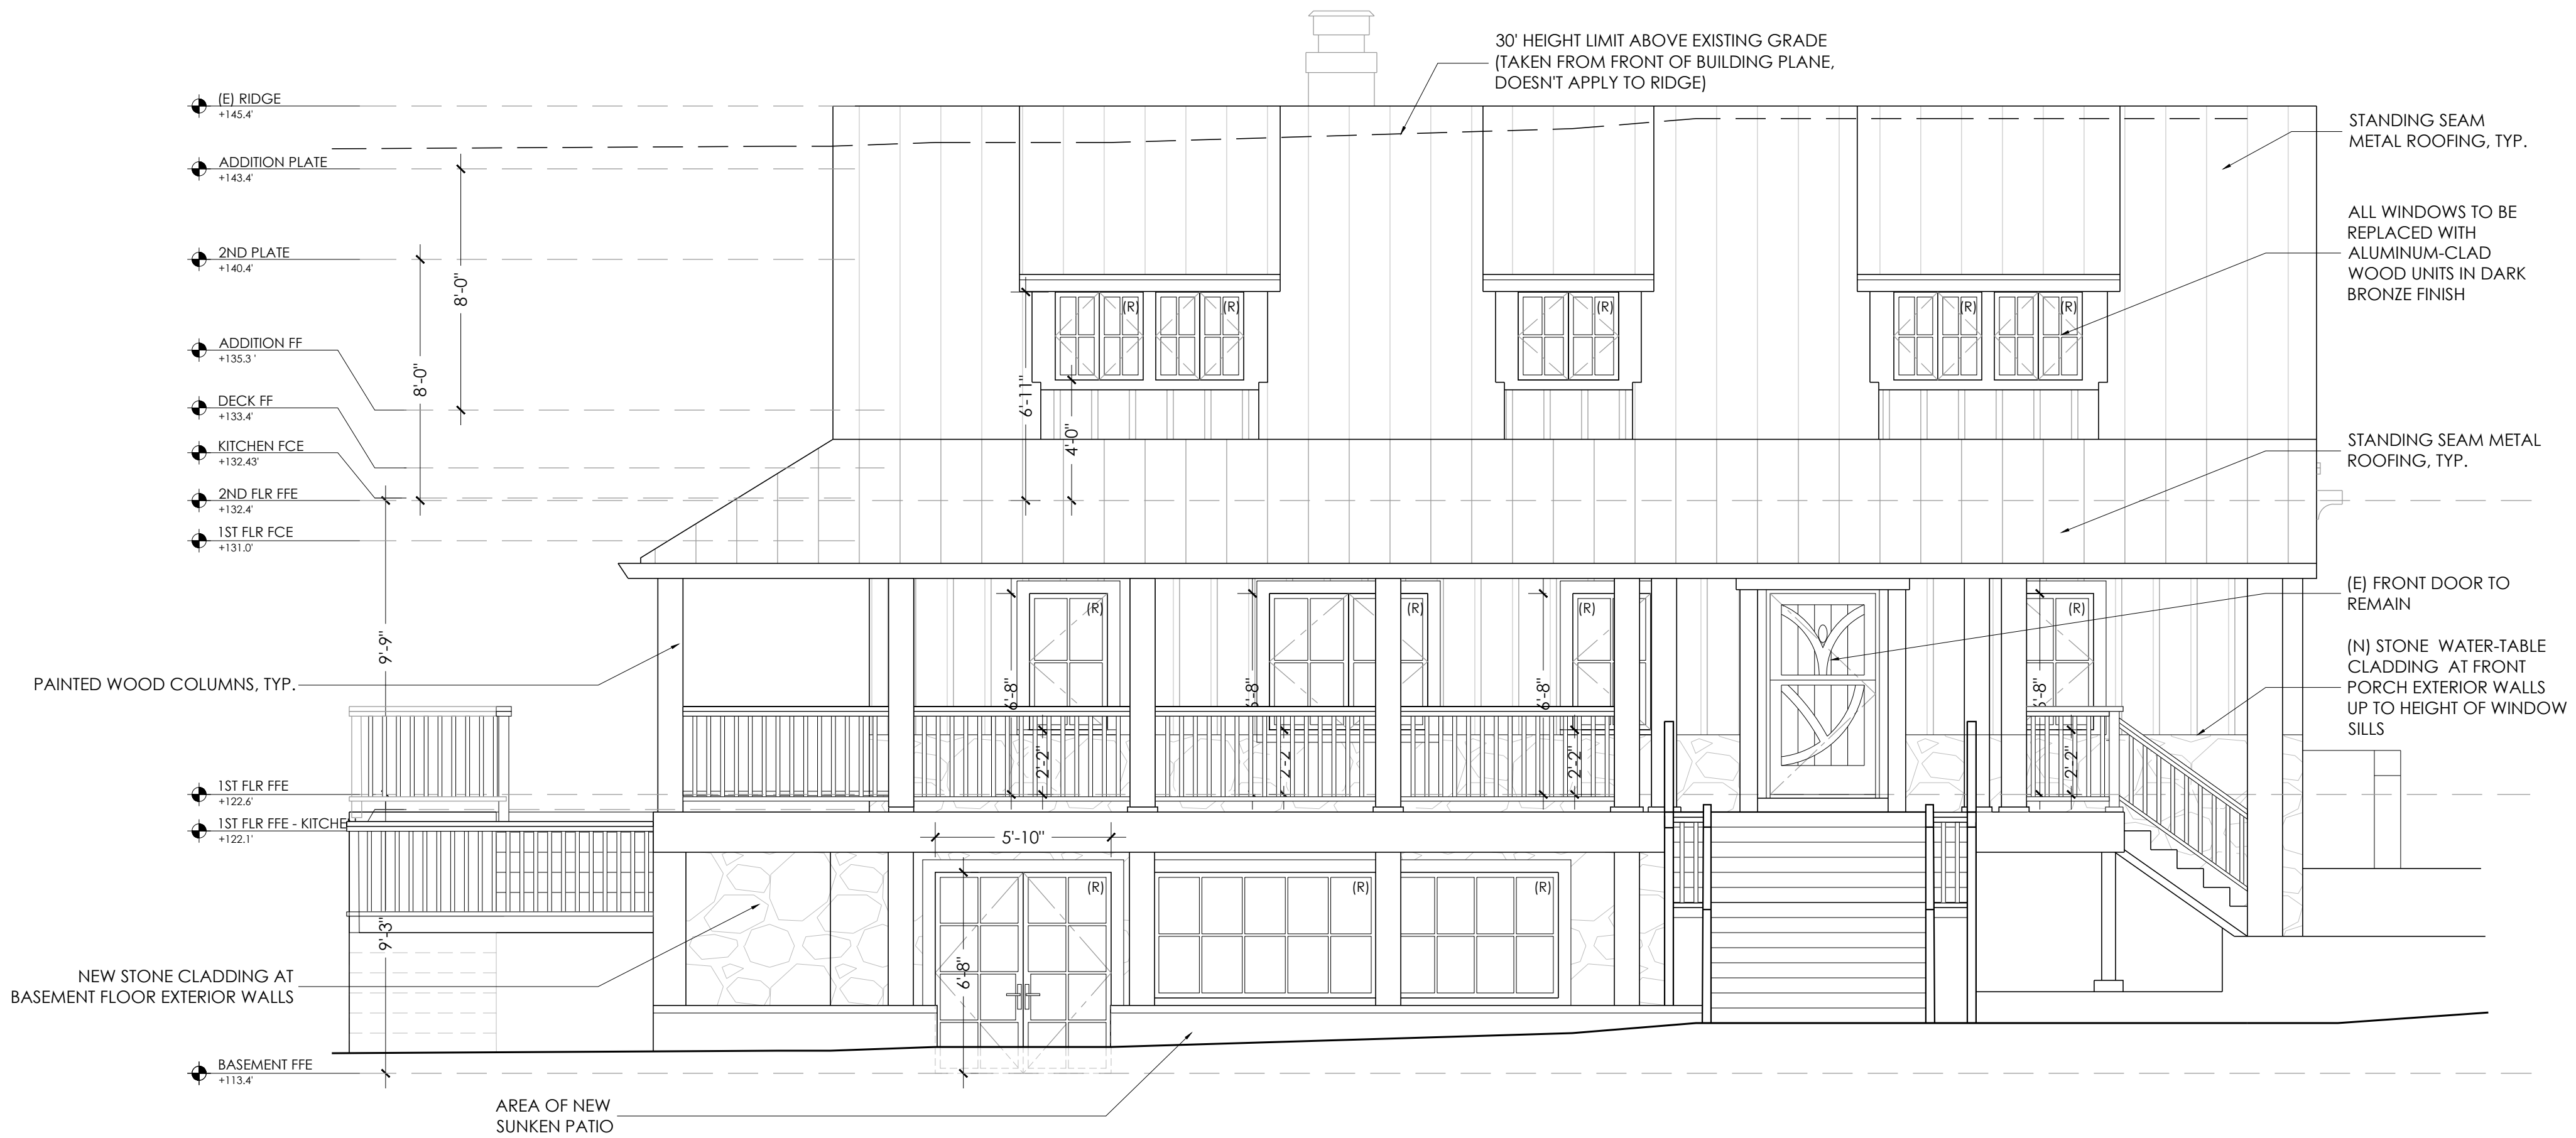 30' HEIGHT LIMIT ABOVE EXISTING GRADE
(TAKEN FROM FRONT OF BUILDING PLANE,
DOESN'T APPLY TO RIDGE)
(E) RIDGE
+145.4'
ADDITION PLATE
+143.4'
2ND PLATE
+140.4'
ADDITION FF
+135.3 '
DECK FF
+133.4'
KITCHEN FCE
+132.43'
2ND FLR FFE
+132.4'
1ST FLR FCE
+131.0'
1ST FLR FFE
+122.6'
1ST FLR FFE - KITCHE
+122.1'
BASEMENT FFE
+113.4'
8'-0"
8'-0"
9'-9"
9'-3"
PAINTED WOOD COLUMNS, TYP.
NEW STONE CLADDING AT
BASEMENT FLOOR EXTERIOR WALLS
AREA OF NEW
SUNKEN PATIO
(R)
(R)
(R)
(R)
(R)
6'-1"
4'-0"
(R)
(R)
(R)
(R)
6'-8"
6'-8"
6'-8"
6'-8"
2'-2"
2'-2"
2'-2"
2'-2"
5'-10"
6'-8"
(R)
(R)
(R)
STANDING SEAM
METAL ROOFING, TYP.
ALL WINDOWS TO BE
REPLACED WITH
ALUMINUM-CLAD
WOOD UNITS IN DARK
BRONZE FINISH
STANDING SEAM METAL
ROOFING, TYP.
(E) FRONT DOOR TO
REMAIN
(N) STONE WATER-TABLE
CLADDING AT FRONT
PORCH EXTERIOR WALLS
UP TO HEIGHT OF WINDOW
SILLS